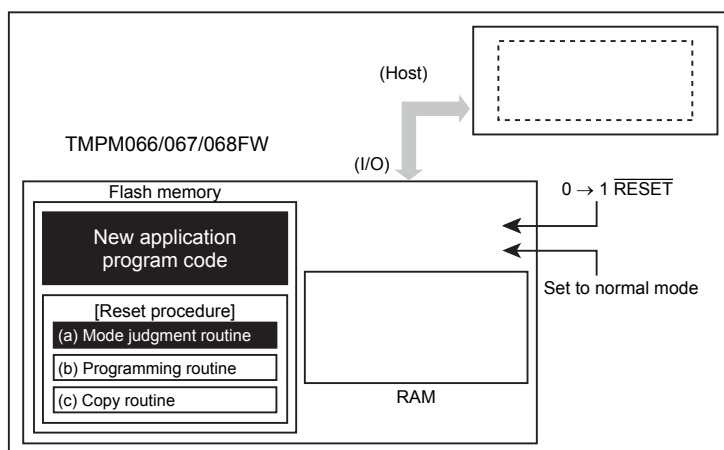 (Host)
TMPM066/067/068FW
(I/O)
Flash memory
0 → 1 RESET
New application
program code
Set to normal mode
[Reset procedure]
(a) Mode judgment routine
(b) Programming routine
(c) Copy routine
RAM